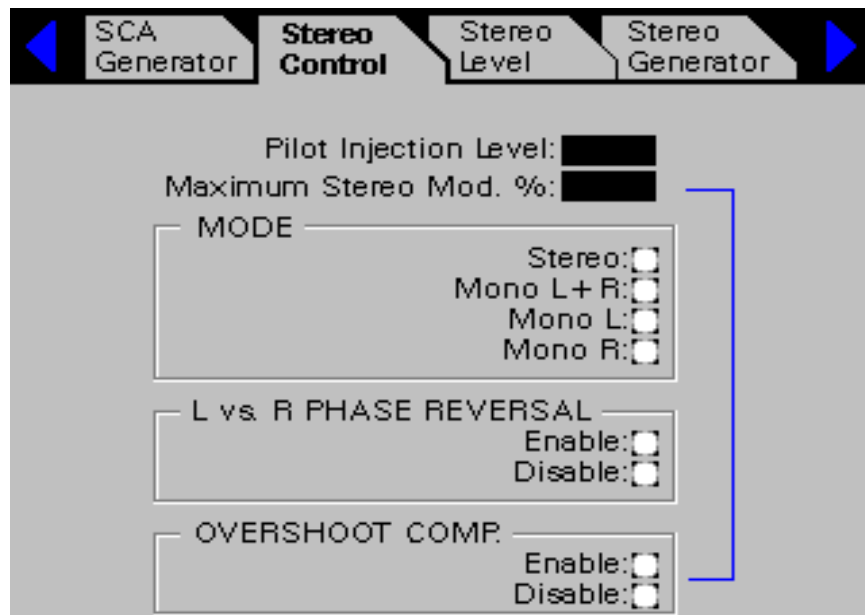 SCA Generator
Stereo Control
Stereo Level
Stereo Generator
Pilot Injection Level:
Maximum Stereo Mod. %:
MODE
Stereo:
Mono L+R:
Mono L:
Mono R:
L vs. R PHASE REVERSAL
Enable:
Disable:
OVERSHOOT COMP.
Enable:
Disable: